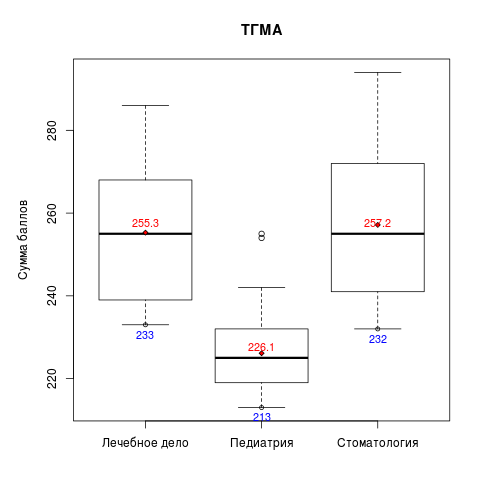 ТГМА
Сумма баллов
280
260
240
220
255.3
233
226.1
213
257.2
232
Лечебное дело
Педиатрия
Стоматология